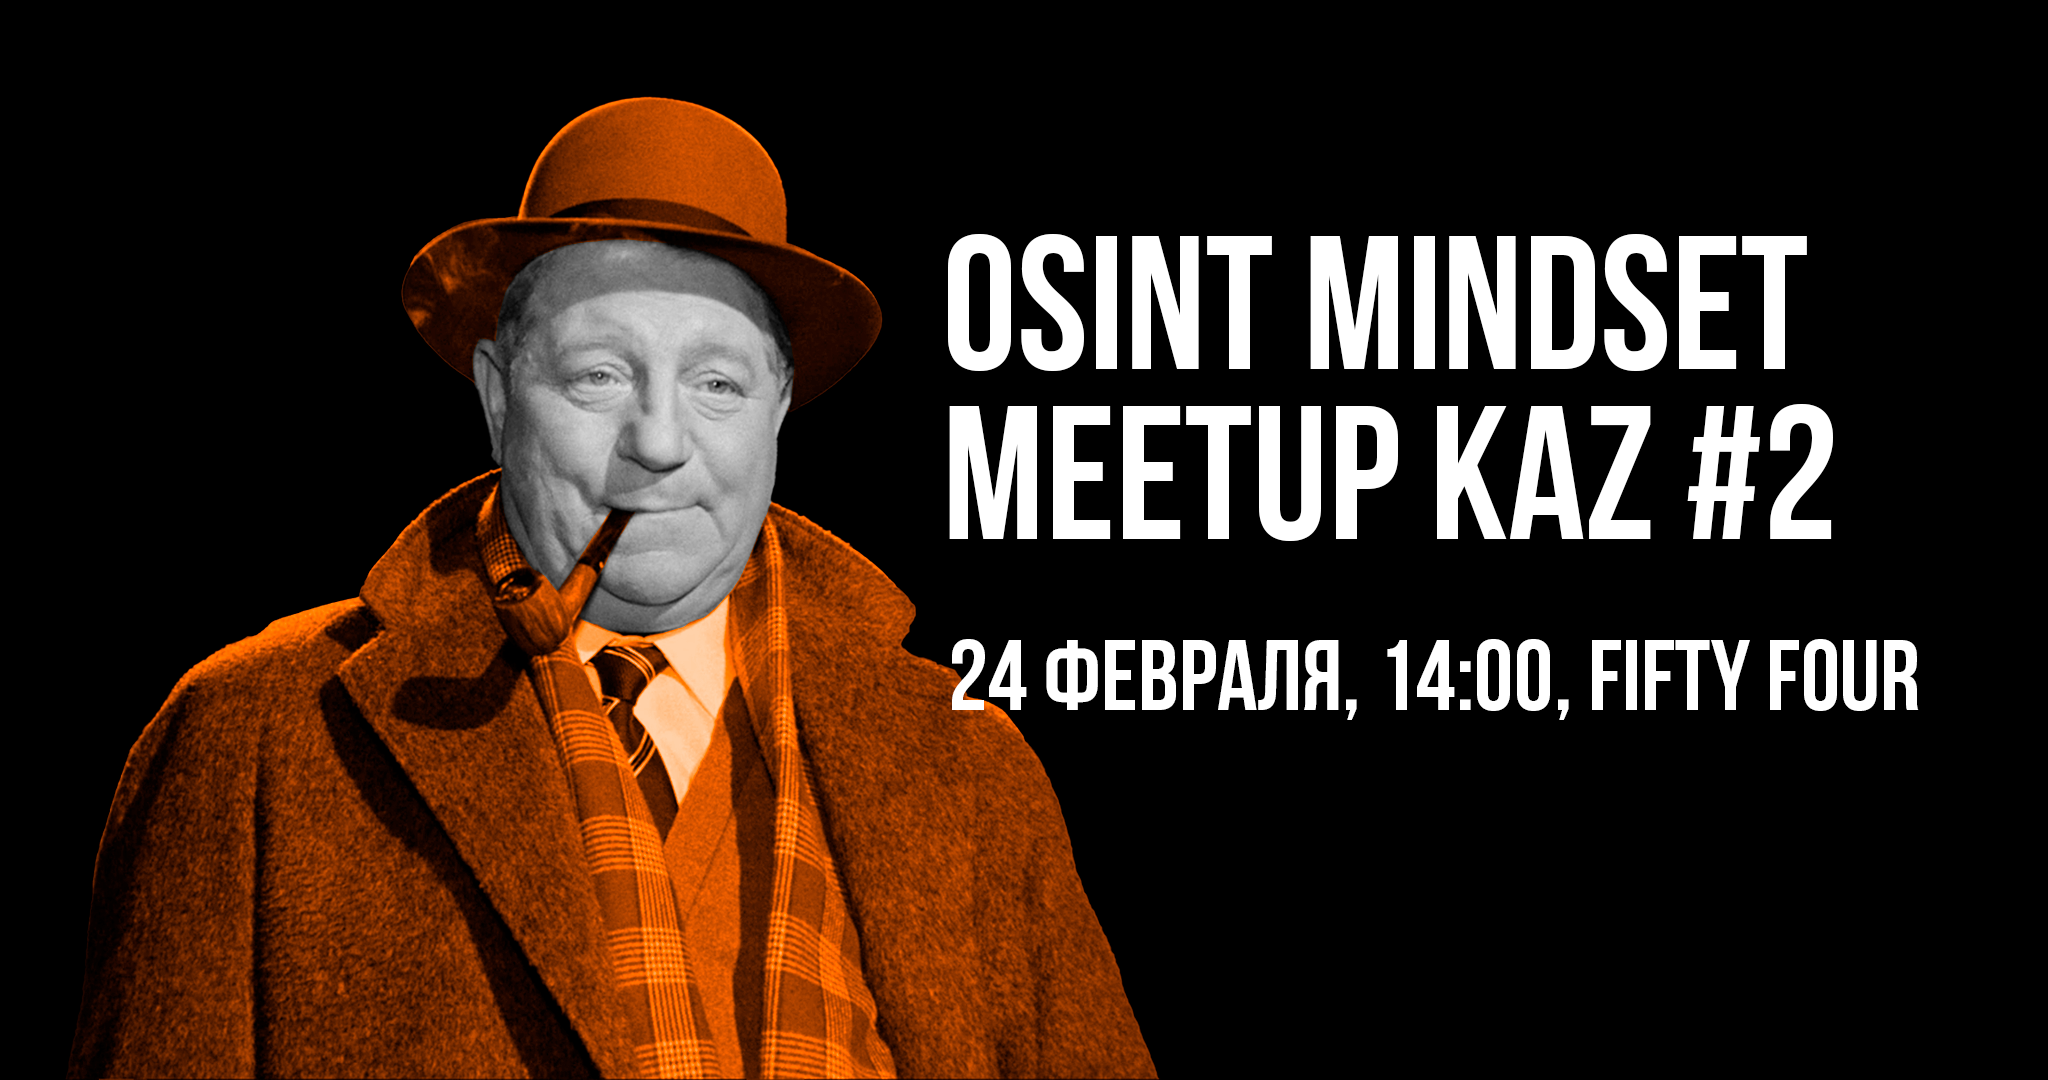 OSINT MINDSET
MEETUP KAZ #2
24 ФЕВРАЛЯ, 14:00, FIFTY FOUR